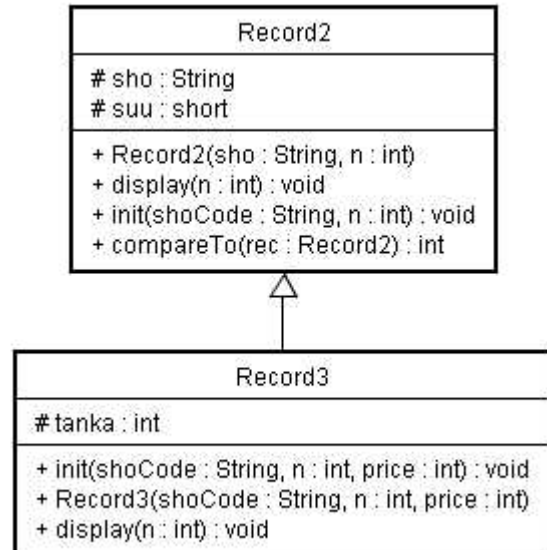 Record2
# sho : String
# suu : short
+ Record2(sho : String, n : int)
+ display(n : int) : void
+ init(shoCode : String, n : int) : void
+ compareTo(rec : Record2) : int
Record3
# tanka : int
+ init(shoCode : String, n : int, price : int) : void
+ Record3(shoCode : String, n : int, price : int)
+ display(n : int) : void